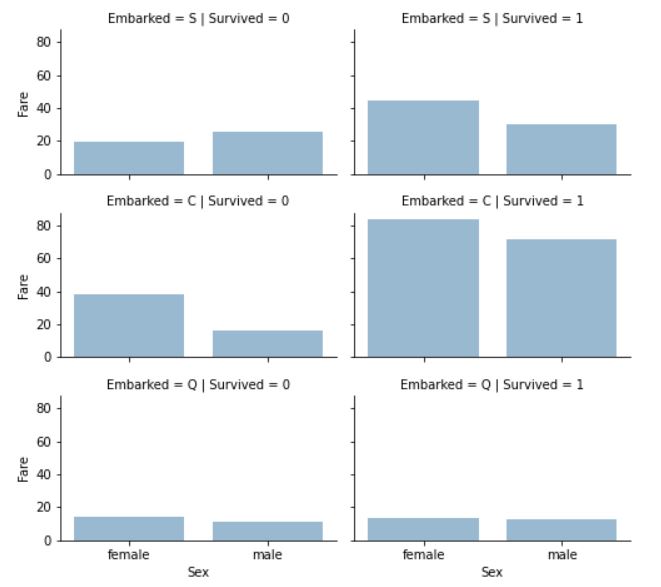 Embarked = S | Survived = 0
Embarked = S | Survived = 1
80
60
40
20
0
Fare
Embarked = C | Survived = 0
Embarked = C | Survived = 1
80
60
40
20
0
Fare
Embarked = Q | Survived = 0
Embarked = Q | Survived = 1
80
60
40
20
0
Fare
female male female male
Sex Sex